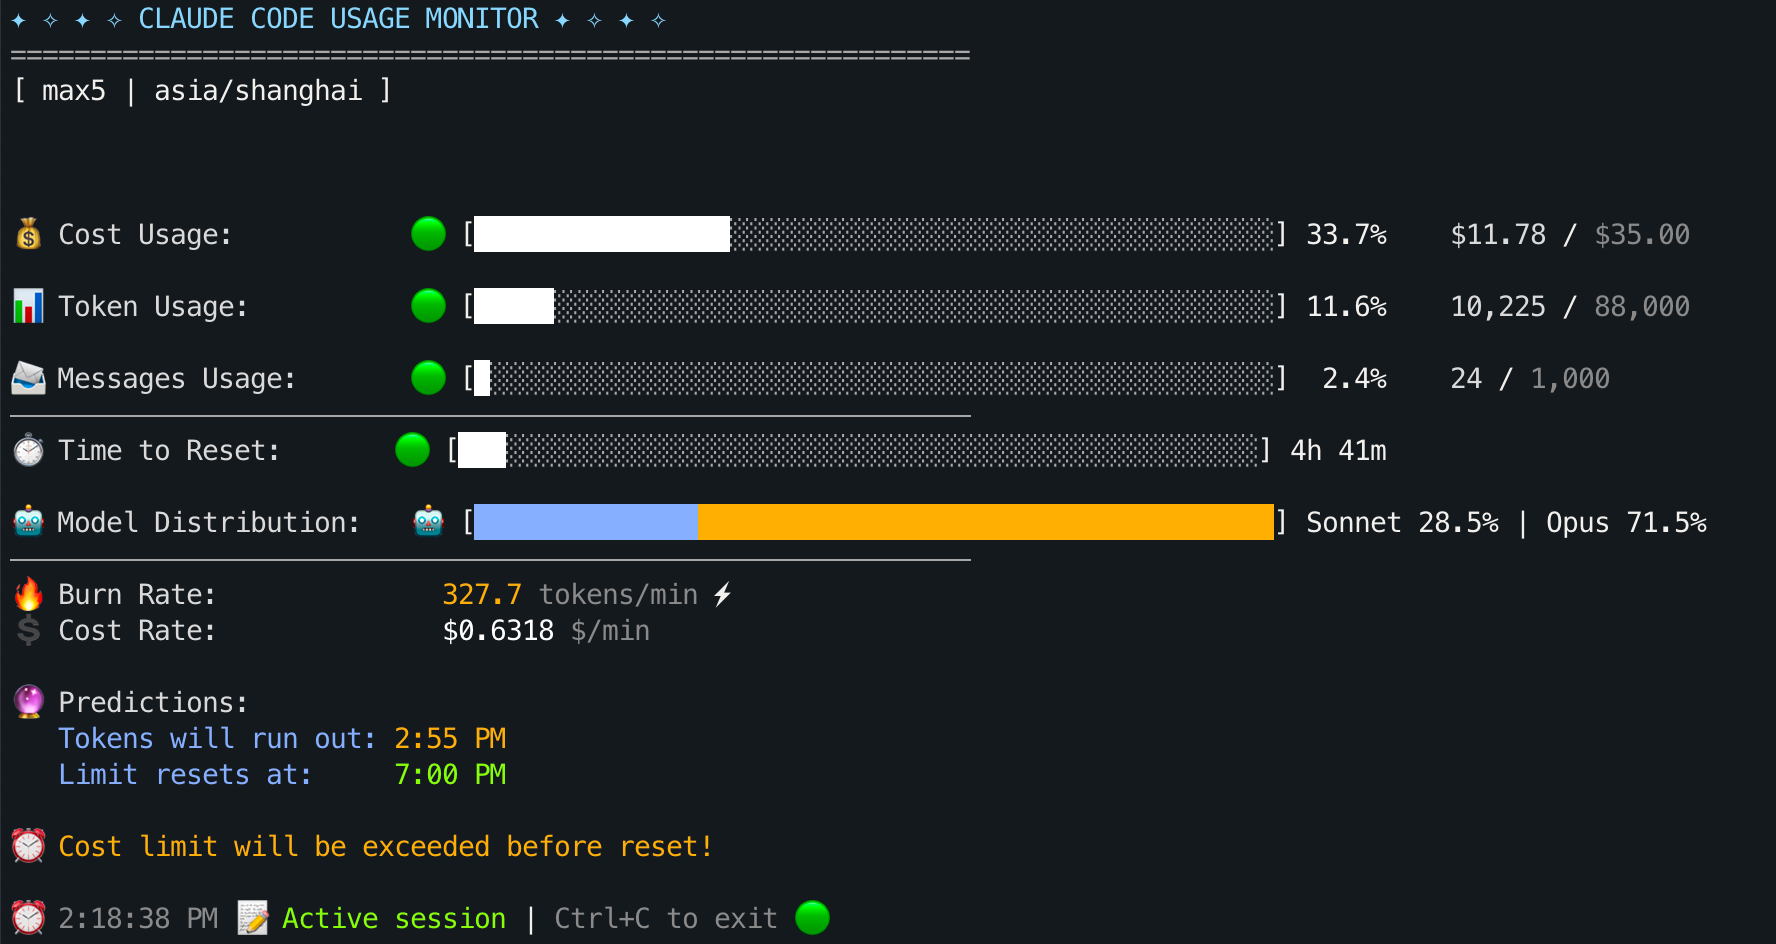 ✦ ✧ ✦ ✧ CLAUDE CODE USAGE MONITOR ✦ ✧ ✦ ✧
============================================================
[ max5 | asia/shanghai ]
💰 Cost Usage: 🟢 [░░░] 33.7% $11.78 / $35.00
📊 Token Usage: 🟢 [░░░] 11.6% 10,225 / 88,000
📨 Messages Usage: 🟢 [░░░] 2.4% 24 / 1,000
⏱️ Time to Reset: 🟢 [░░░] 4h 41m
🤖 Model Distribution: 🤖 [] Sonnet 28.5% | Opus 71.5%
🔥 Burn Rate: 327.7 tokens/min ⚡
💲 Cost Rate: $0.6318 $/min
🔮 Predictions:
Tokens will run out: 2:55 PM
Limit resets at: 7:00 PM
⏰ Cost limit will be exceeded before reset!
⏰ 2:18:38 PM 📝 Active session | Ctrl+C to exit 🟢